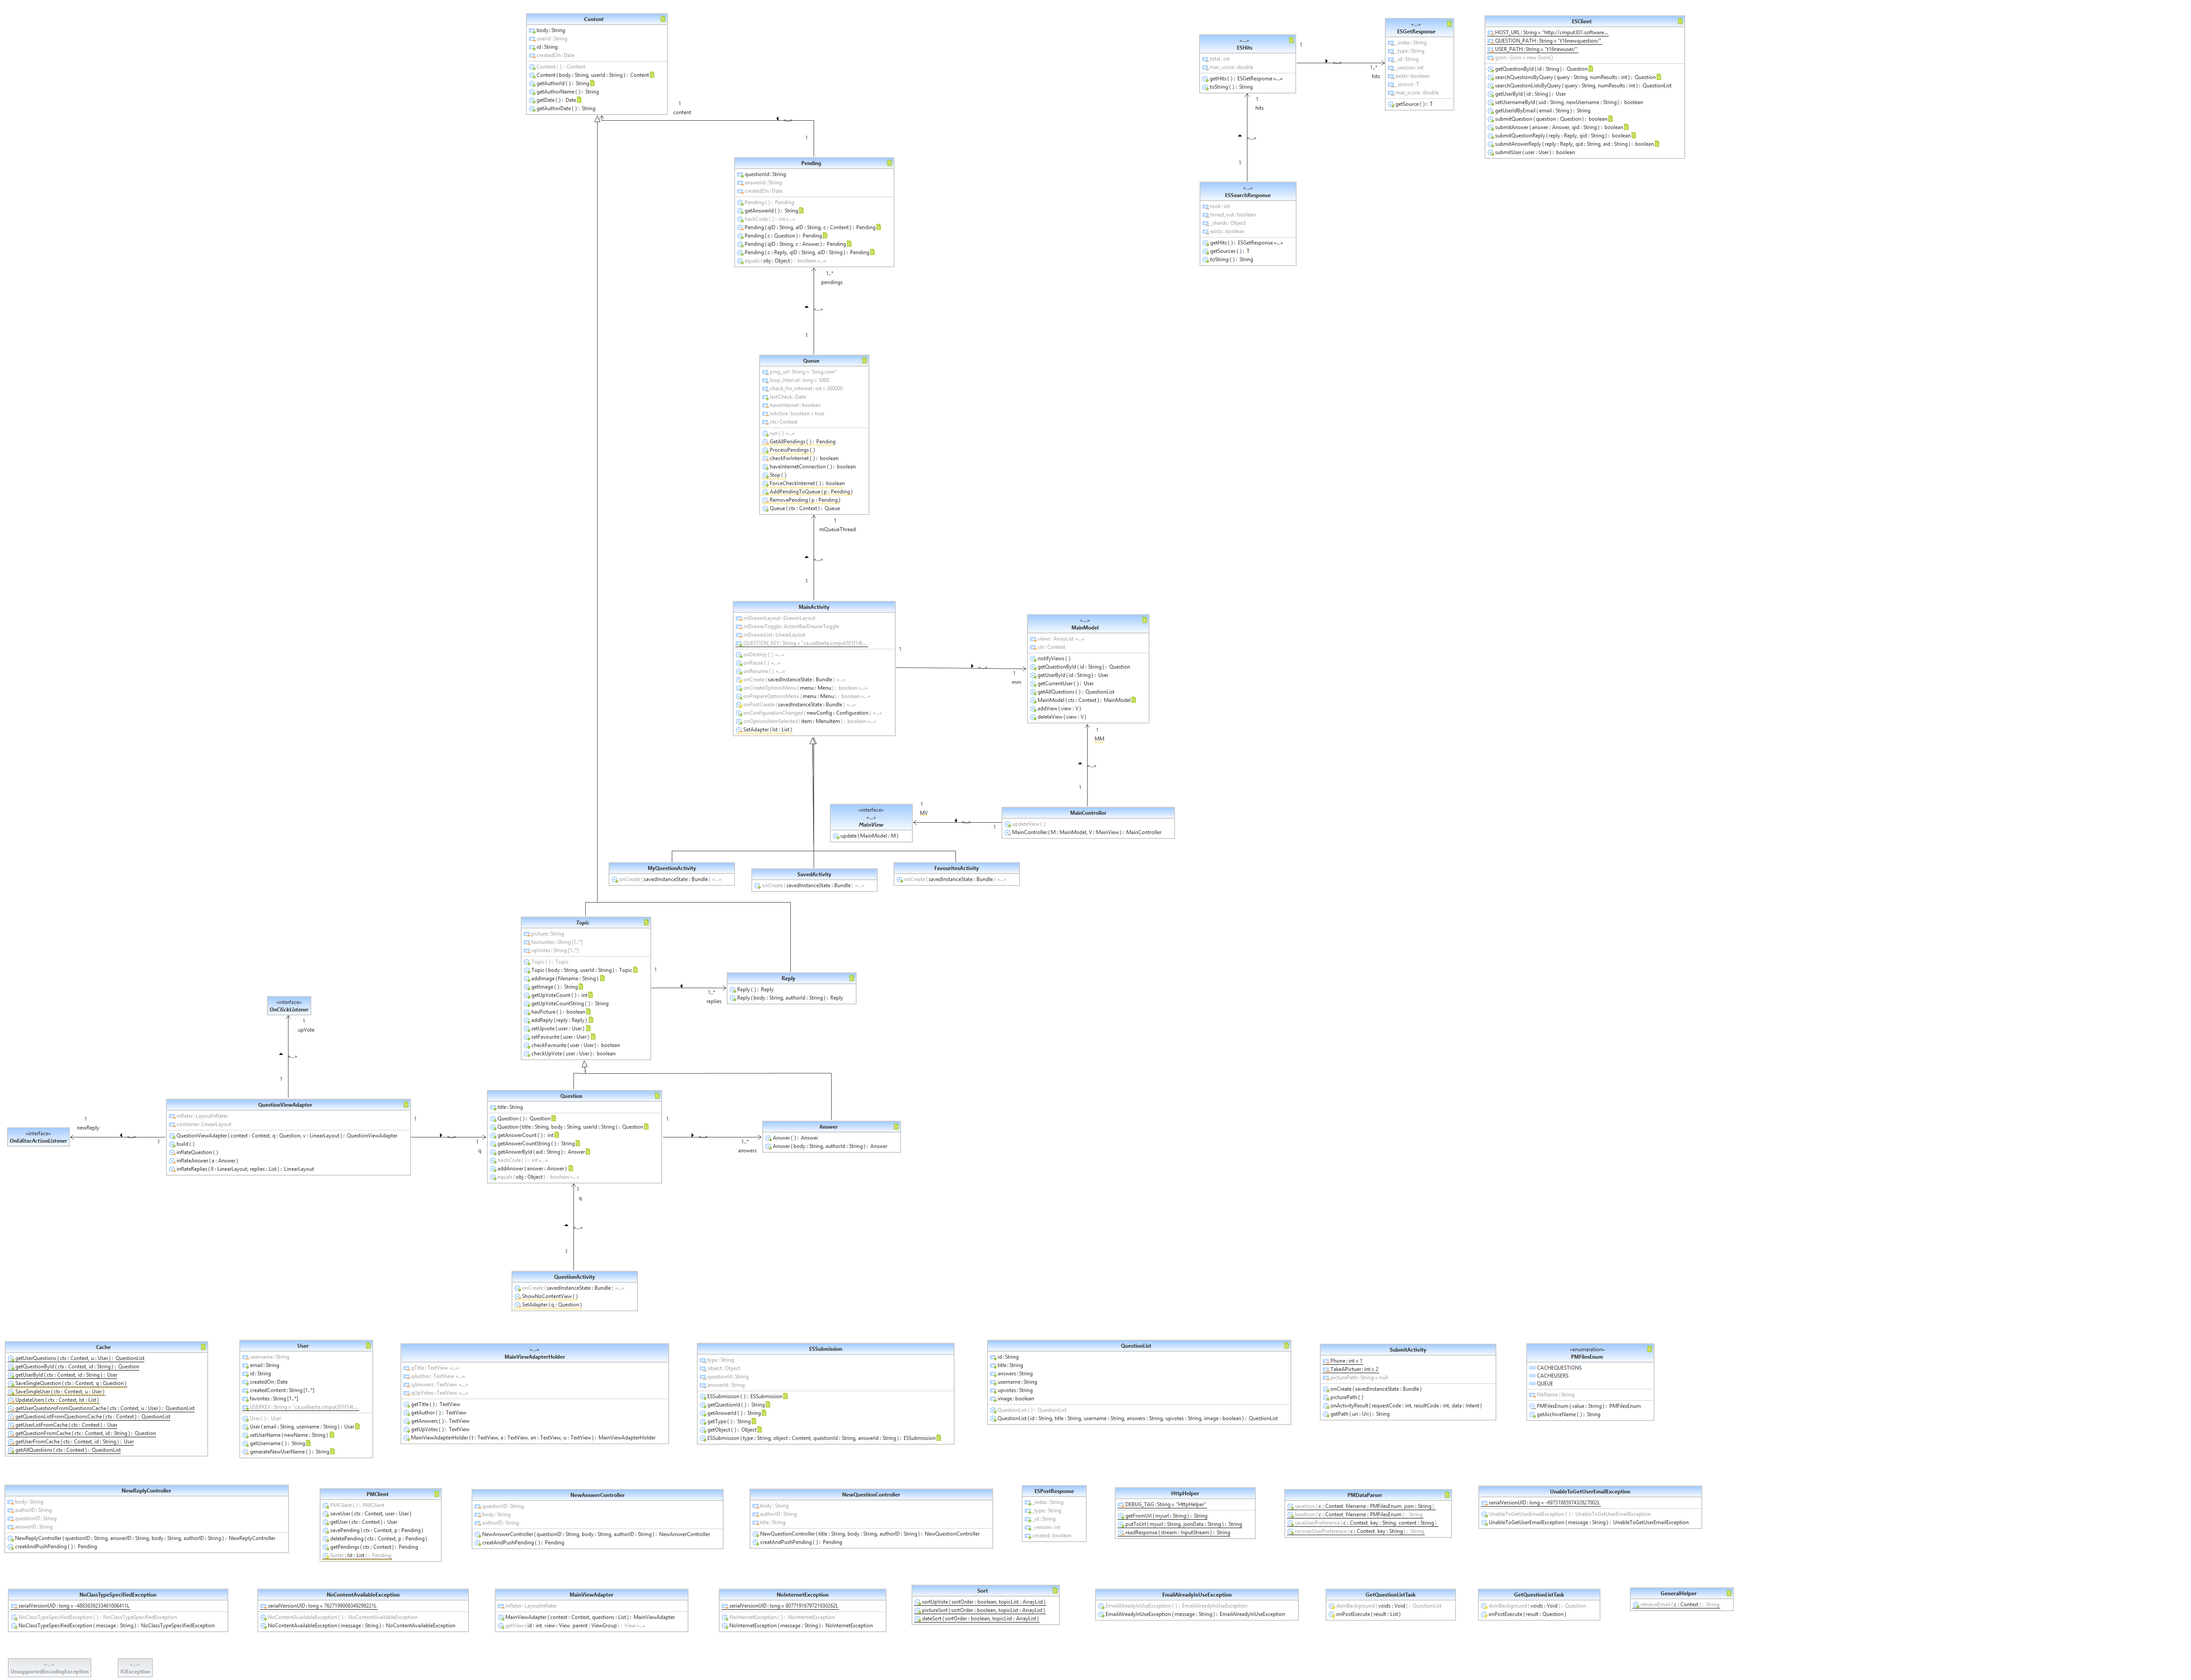 Content
body : String
userId : String
id : String
createdOn : Date
Content ( ) : Content
Content ( body : String, userId : String ) : Content
getAuthorId ( ) : String
getAuthorName ( ) : String
getDate ( ) : Date
getAuthorDate ( ) : String
1
content
1
Pending
questionId : String
answerId : String
createdOn : Date
Pending ( ) : Pending
getAnswerId ( ) : String
hashCode ( ) : int «...»
Pending ( qID : String, aID : String, c : Content ) : Pending
Pending ( c : Question ) : Pending
Pending ( qID : String, c : Answer ) : Pending
Pending ( c : Reply, qID : String, aID : String ) : Pending
equals ( obj : Object ) : boolean «...»
1..*
pendings
1
Queue
ping_url : String = "bing.com"
loop_interval : long = 5000
check_for_internet : int = 300000
lastCheck : Date
haveInternet : boolean
isActive : boolean = true
ctx : Context
run ( ) «...»
GetAllPendings ( ) : Pending
ProcessPendings ( )
checkForInternet ( ) : boolean
haveInternetConnection ( ) : boolean
Stop ( )
ForceCheckInternet ( ) : boolean
AddPendingToQueue ( p : Pending )
RemovePending ( p : Pending )
Queue ( ctx : Context ) : Queue
1
mQueueThread
1
MainActivity
mDrawerLayout : DrawerLayout
mDrawerToggle : ActionBarDrawerToggle
mDrawerList : LinearLayout
QUESTION_KEY : String = "ca.ualberta.cmput301f14t...
onDestroy ( ) «...»
onPause ( ) «...»
onResume ( ) «...»
onCreate ( savedInstanceState : Bundle ) «...»
onCreateOptionsMenu ( menu : Menu ) : boolean «...»
onPrepareOptionsMenu ( menu : Menu ) : boolean «...»
onPostCreate ( savedInstanceState : Bundle ) «...»
onConfigurationChanged ( newConfig : Configuration ) «...»
onOptionsItemSelected ( item : MenuItem ) : boolean «...»
SetAdapter ( lst : List )
1
1
mm
«...»
MainModel
views : ArrayList «...»
ctx : Context
notifyViews ( )
getQuestionById ( id : String ) : Question
getUserById ( id : String ) : User
getCurrentUser ( ) : User
getAllQuestions ( ) : QuestionList
MainModel ( ctx : Context ) : MainModel
addView ( view : V )
deleteView ( view : V )
1
MM
1
«interface»
«...»
MainView
update ( MainModel : M )
1
MV
1
MainController
updateView ( )
MainController ( M : MainModel, V : MainView ) : MainController
MyQuestionActivity
onCreate ( savedInstanceState : Bundle ) «...»
SavedActivity
onCreate ( savedInstanceState : Bundle ) «...»
FavouritesActivity
onCreate ( savedInstanceState : Bundle ) «...»
«...»
ESHits
total : int
max_score : double
getHits ( ) : ESGetResponse «...»
toString ( ) : String
1
1..*
hits
«...»
ESGetResponse
_index : String
_type : String
_id : String
_version : int
exists : boolean
_source : T
max_score : double
getSource ( ) : T
1
hits
1
«...»
ESSearchResponse
took : int
timed_out : boolean
_shards : Object
exists : boolean
getHits ( ) : ESGetResponse «...»
getSources ( ) : T
toString ( ) : String
ESClient
HOST_URL : String = "http://cmput301.software...
QUESTION_PATH : String = "t16newquestion/"
USER_PATH : String = "t16newuser/"
gson : Gson = new Gson()
getQuestionById ( id : String ) : Question
searchQuestionsByQuery ( query : String, numResults : int ) : Question
searchQuestionListsByQuery ( query : String, numResults : int ) : QuestionList
getUserById ( id : String ) : User
setUsernameById ( uid : String, newUsername : String ) : boolean
getUserIdByEmail ( email : String ) : String
submitQuestion ( question : Question ) : boolean
submitAnswer ( answer : Answer, qid : String ) : boolean
submitQuestionReply ( reply : Reply, qid : String ) : boolean
submitAnswerReply ( reply : Reply, qid : String, aid : String ) : boolean
submitUser ( user : User ) : boolean
Topic
picture : String
favourites : String [1..*]
upVotes : String [1..*]
Topic ( ) : Topic
Topic ( body : String, userId : String ) : Topic
addImage ( filename : String )
getImage ( ) : String
getUpVoteCount ( ) : int
getUpVoteCountString ( ) : String
hasPicture ( ) : boolean
addReply ( reply : Reply )
setUpvote ( user : User )
setFavourite ( user : User )
checkFavourite ( user : User ) : boolean
checkUpVote ( user : User ) : boolean
1
1..*
replies
Reply
Reply ( ) : Reply
Reply ( body : String, authorId : String ) : Reply
«interface»
OnClickListener
1
upVote
1
«interface»
OnEditorActionListener
1
newReply
1
QuestionViewAdapter
inflater : LayoutInflater
container : LinearLayout
QuestionViewAdapter ( context : Context, q : Question, v : LinearLayout ) : QuestionViewAdapter
build ( )
inflateQuestion ( )
inflateAnswer ( a : Answer )
inflateReplies ( ll : LinearLayout, replies : List ) : LinearLayout
1
1
q
Question
title : String
Question ( ) : Question
Question ( title : String, body : String, userId : String ) : Question
getAnswerCount ( ) : int
getAnswerCountString ( ) : String
getAnswerById ( aid : String ) : Answer
hashCode ( ) : int «...»
addAnswer ( answer : Answer )
equals ( obj : Object ) : boolean «...»
1
1..*
answers
Answer
Answer ( ) : Answer
Answer ( body : String, authorId : String ) : Answer
1
q
1
QuestionActivity
onCreate ( savedInstanceState : Bundle ) «...»
ShowNoContentView ( )
SetAdapter ( q : Question )
Cache
getUserQuestions ( ctx : Context, u : User ) : QuestionList
getQuestionById ( ctx : Context, id : String ) : Question
getUserById ( ctx : Context, id : String ) : User
SaveSingleQuestion ( ctx : Context, q : Question )
SaveSingleUser ( ctx : Context, u : User )
UpdateUsers ( ctx : Context, lst : List )
getUserQuestionsFromQuestionsCache ( ctx : Context, u : User ) : QuestionList
getQuestionListFromQuestionsCache ( ctx : Context ) : QuestionList
getUserListFromCache ( ctx : Context ) : User
getQuestionFromCache ( ctx : Context, id : String ) : Question
getUserFromCache ( ctx : Context, id : String ) : User
getAllQuestions ( ctx : Context ) : QuestionList
User
username : String
email : String
id : String
createdOn : Date
createdContent : String [1..*]
favorites : String [1..*]
USERKEY : String = "ca.ualberta.cmput301f14t...
User ( ) : User
User ( email : String, username : String ) : User
setUserName ( newName : String )
getUsername ( ) : String
generateNewUserName ( ) : String
«...»
MainViewAdapterHolder
qTitle : TextView «...»
qAuthor : TextView «...»
qAnswers : TextView «...»
qUpVotes : TextView «...»
getTitle ( ) : TextView
getAuthor ( ) : TextView
getAnswers ( ) : TextView
getUpVotes ( ) : TextView
MainViewAdapterHolder ( t : TextView, a : TextView, an : TextView, u : TextView ) : MainViewAdapterHolder
ESSubmission
type : String
object : Object
questionId : String
answerId : String
ESSubmission ( ) : ESSubmission
getQuestionId ( ) : String
getAnswerId ( ) : String
getType ( ) : String
getObject ( ) : Object
ESSubmission ( type : String, object : Content, questionId : String, answerId : String ) : ESSubmission
QuestionList
id : String
title : String
answers : String
username : String
upvotes : String
image : boolean
QuestionList ( ) : QuestionList
QuestionList ( id : String, title : String, username : String, answers : String, upvotes : String, image : boolean ) : QuestionList
SubmitActivity
Phone : int = 1
TakeAPictuer : int = 2
picturePath : String = null
onCreate ( savedInstanceState : Bundle )
picturePath ( )
onActivityResult ( requestCode : int, resultCode : int, data : Intent )
getPath ( uri : Uri ) : String
«enumeration»
PMFilesEnum
CACHEQUESTIONS
CACHEUSERS
QUEUE
fileName : String
PMFilesEnum ( value : String ) : PMFilesEnum
getArchiveName ( ) : String
NewReplyController
body : String
authorID : String
questionID : String
answerID : String
NewReplyController ( questionID : String, answerID : String, body : String, authorID : String ) : NewReplyController
creatAndPushPending ( ) : Pending
PMClient
PMClient ( ) : PMClient
saveUser ( ctx : Context, user : User )
getUser ( ctx : Context ) : User
savePending ( ctx : Context, p : Pending )
deletePending ( ctx : Context, p : Pending )
getPendings ( ctx : Context ) : Pending
Sorter ( lst : List ) : Pending
NewAnswerController
questionID : String
body : String
authorID : String
NewAnswerController ( questionID : String, body : String, authorID : String ) : NewAnswerController
creatAndPushPending ( ) : Pending
NewQuestionController
body : String
authorID : String
title : String
NewQuestionController ( title : String, body : String, authorID : String ) : NewQuestionController
creatAndPushPending ( ) : Pending
ESPostResponse
_index : String
_type : String
_id : String
_version : int
created : boolean
HttpHelper
DEBUG_TAG : String = "HttpHelper"
getFromUrl ( myurl : String ) : String
putToUrl ( myurl : String, jsonData : String ) : String
readResponse ( stream : InputStream ) : String
PMDataParser
saveJson ( c : Context, filename : PMFilesEnum, json : String )
loadJson ( c : Context, filename : PMFilesEnum ) : String
saveUserPreference ( c : Context, key : String, content : String )
recoverUserPreference ( c : Context, key : String ) : String
UnableToGetUserEmailException
serialVersionUID : long = -6973188597432827002L
UnableToGetUserEmailException ( ) : UnableToGetUserEmailException
UnableToGetUserEmailException ( message : String ) : UnableToGetUserEmailException
NoClassTypeSpecifiedException
serialVersionUID : long = -4883639233461006411L
NoClassTypeSpecifiedException ( ) : NoClassTypeSpecifiedException
NoClassTypeSpecifiedException ( message : String ) : NoClassTypeSpecifiedException
NoContentAvailableException
serialVersionUID : long = 7627199008349298221L
NoContentAvailableException ( ) : NoContentAvailableException
NoContentAvailableException ( message : String ) : NoContentAvailableException
MainViewAdapter
inflater : LayoutInflater
MainViewAdapter ( context : Context, questions : List ) : MainViewAdapter
getView ( id : int, view : View, parent : ViewGroup ) : View «...»
NoInternetException
serialVersionUID : long = 8077191679721930262L
NoInternetException ( ) : NoInternetException
NoInternetException ( message : String ) : NoInternetException
Sort
sortUpVote ( sortOrder : boolean, topicList : ArrayList )
pictureSort ( sortOrder : boolean, topicList : ArrayList )
dateSort ( sortOrder : boolean, topicList : ArrayList )
EmailAlreadyInUseException
EmailAlreadyInUseException ( ) : EmailAlreadyInUseException
EmailAlreadyInUseException ( message : String ) : EmailAlreadyInUseException
GetQuestionListTask
doInBackground ( voids : Void ) : QuestionList
onPostExecute ( result : List )
GetQuestionListTask
doInBackground ( voids : Void ) : Question
onPostExecute ( result : Question )
GeneralHelper
retrieveEmail ( c : Context ) : String
«...»
UnsupportedEncodingException
«...»
IOException